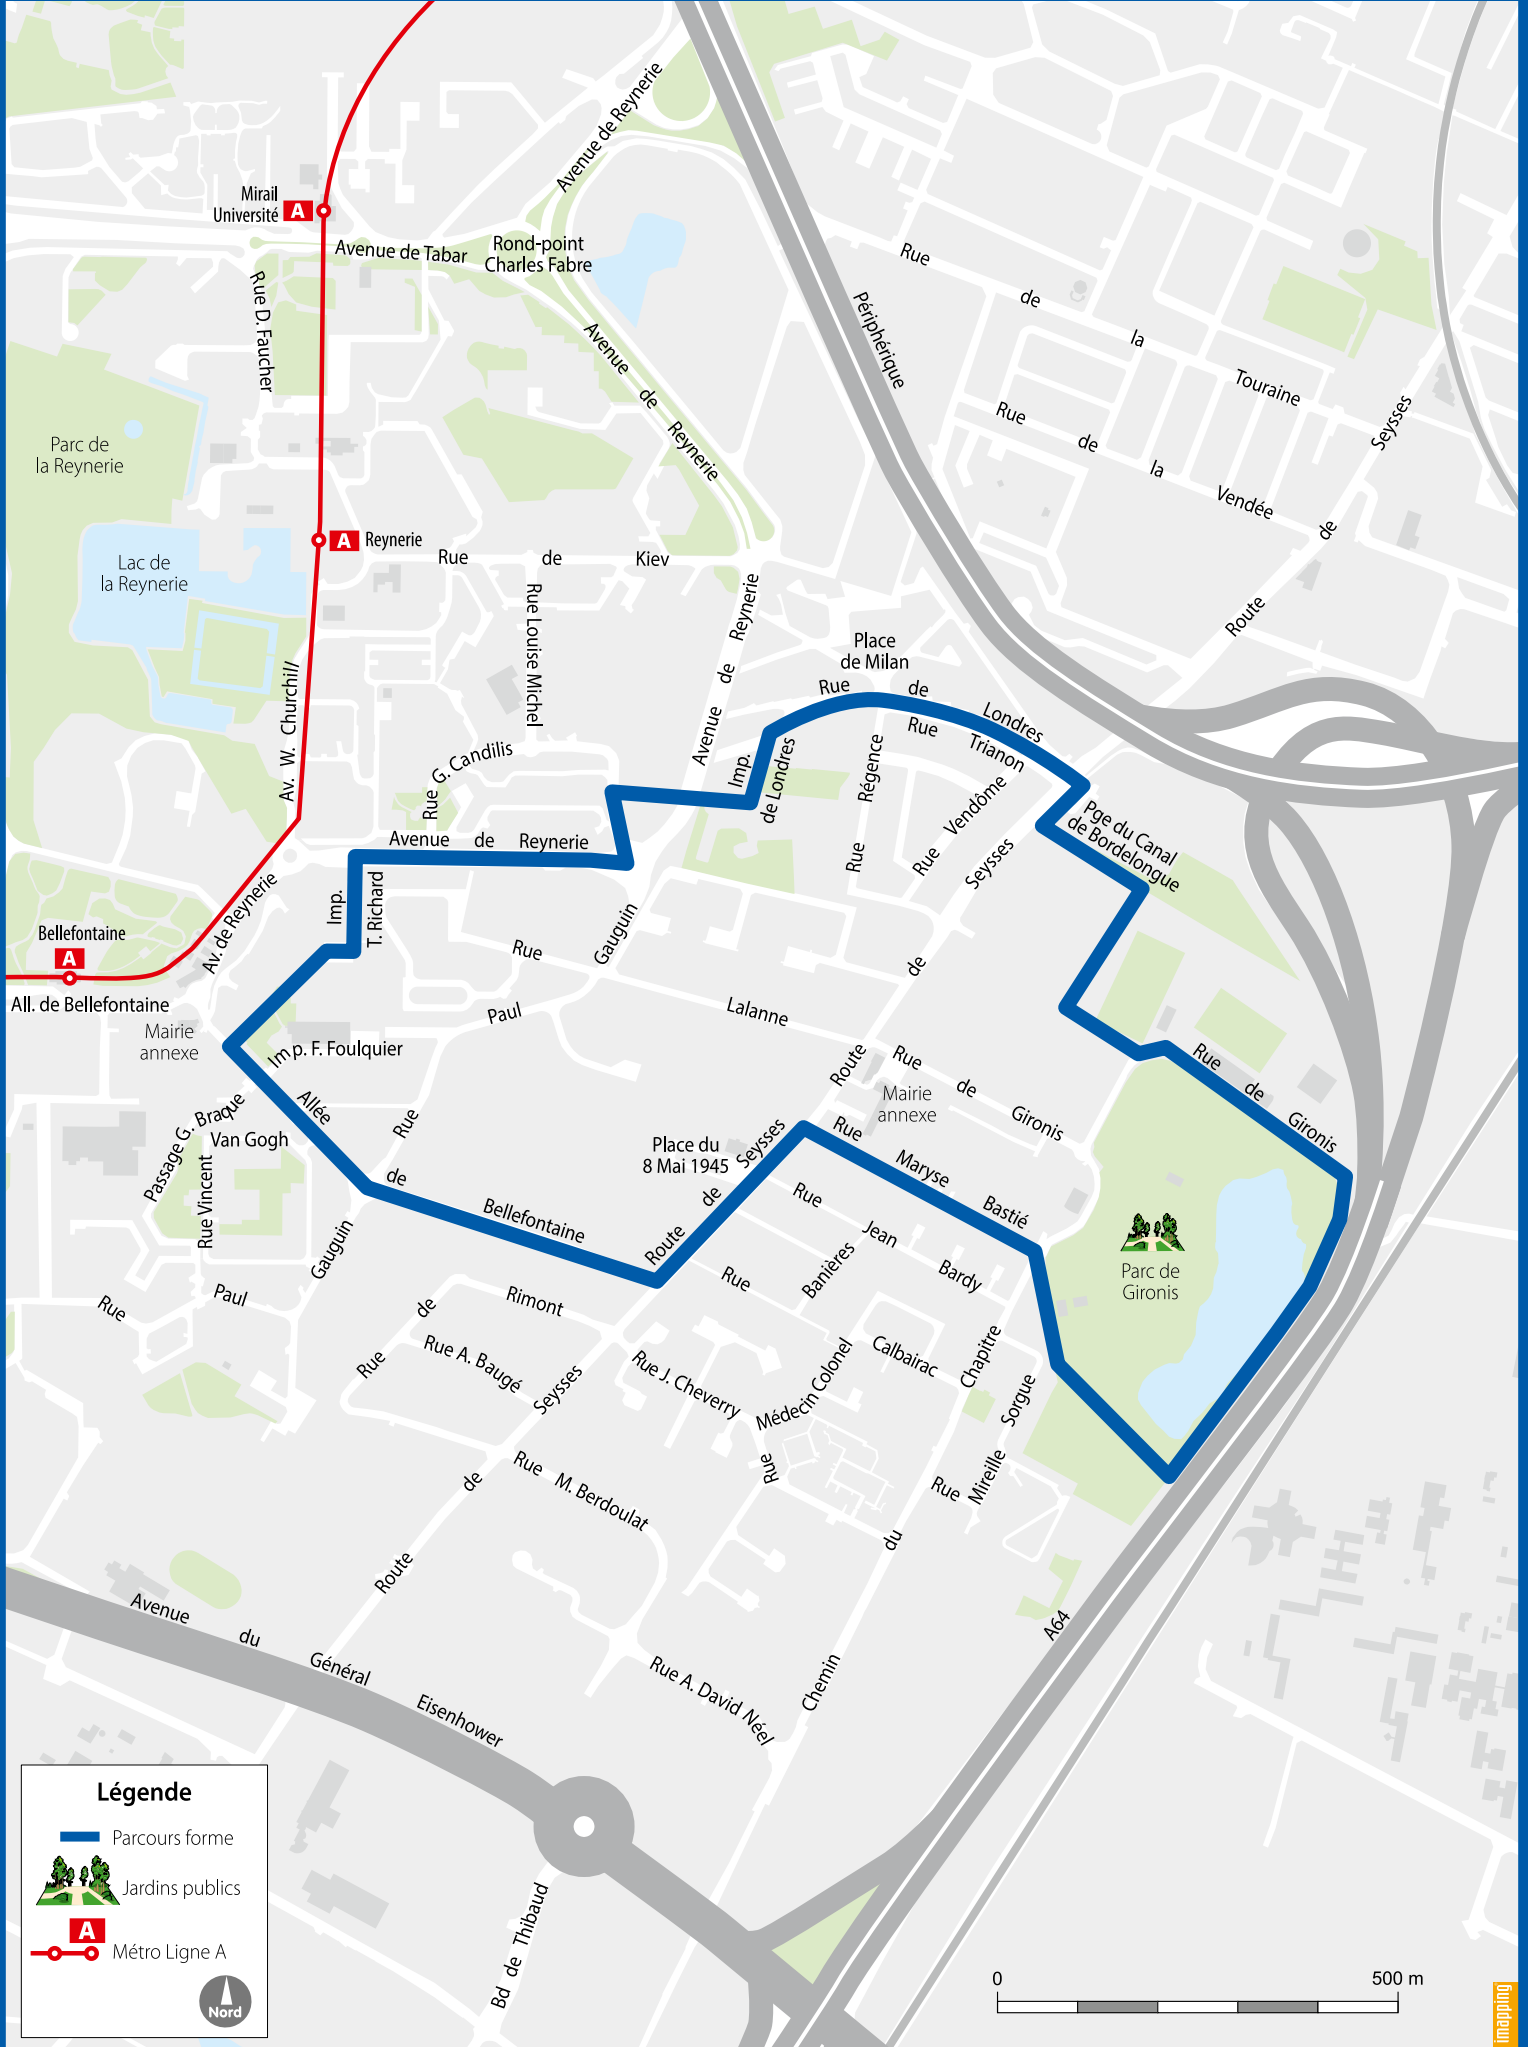 Avenue de Reynerie
Mirail
Université
A
Avenue de Tabar
Rond-point
Charles Fabre
Rue D. Faucher
Périphérique
Rue de la Touraine
Rue de la Vendée
Route de Seysses
Avenue de Reynerie
Parc de
la Reynerie
A
Reynerie
Lac de
la Reynerie
Rue de Kiev
Rue Louise Michel
Avenue de Reynerie
Place
de Milan
Rue de Londres
Rue Trianon
Av. W. Churchill
Rue G. Candilis
Imp.
de Londres
Rue Régence
Rue Vendôme
Pge du Canal
de Bordelongue
Avenue de Reynerie
Imp.
T. Richard
Av. de Reynerie
Bellefontaine
A
All. de Bellefontaine
Mairie
annexe
Imp. F. Foulquier
Rue Lalanne
Rue Paul Gauguin
Route de Seysses
Mairie
annexe
Rue de Gironis
Rue de Gironis
Passage G. Braque
Van Gogh
Rue Vincent
Allée de Bellefontaine
Place du
8 Mai 1945
Route de Seysses
Rue Maryse Bastié
Rue Jean Bardy
Banières
Rue
Calbairac
Parc de
Gironis
Rue Paul Gauguin
Rue de Rimont
Rue A. Baugé
Seysses
Rue J. Cheverry
Médecin Colonel
Rue
Chapitre
Rue Mireille Sorgue
Rue M. Berdoulat
Route de
Chemin du
A64
Avenue du Général Eisenhower
Rue A. David Néel
Bd de Thibaud
Légende
Parcours forme
Jardins publics
A
Métro Ligne A
Nord
0 500 m
imapping